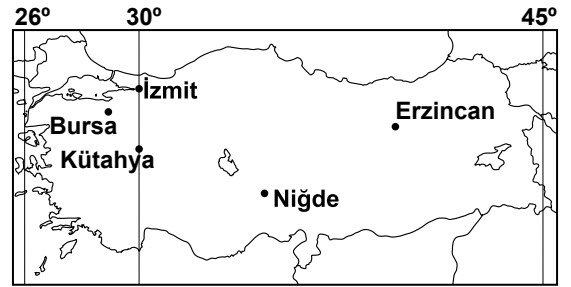 26º 30º 45º
İzmit
Erzincan
Bursa
Kütahya
Niğde